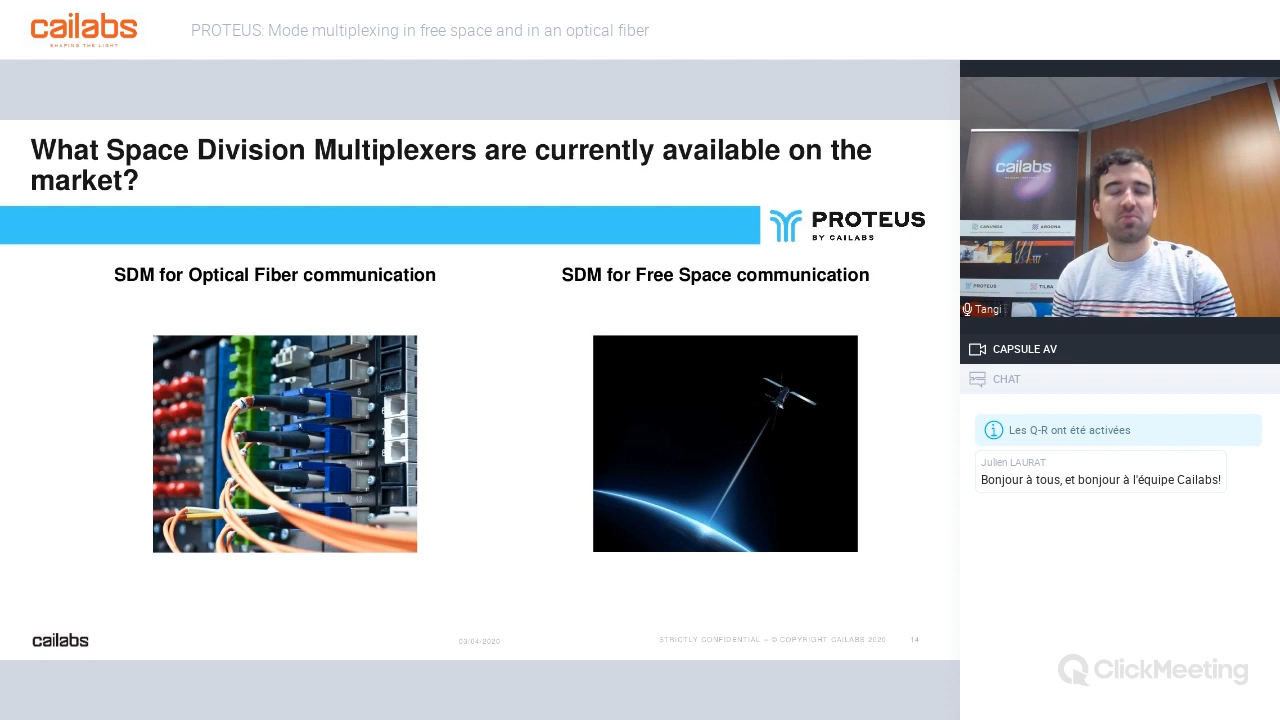 cailabs
SHAPING THE LIGHT
PROTEUS: Mode multiplexing in free space and in an optical fiber
What Space Division Multiplexers are currently available on the
market?
PROTEUS
BY CAILABS
SDM for Optical Fiber communication
SDM for Free Space communication
cailabs
03/04/2020
STRICTLY CONFIDENTIAL – © COPYRIGHT CAILABS 2020
14
cailabs
PROTEUS
TILBA
Tangi
CAPSULE AV
CHAT
Les Q-R ont été activées
Julien LAURAT
Bonjour à tous, et bonjour à l'équipe Cailabs!
ClickMeeting